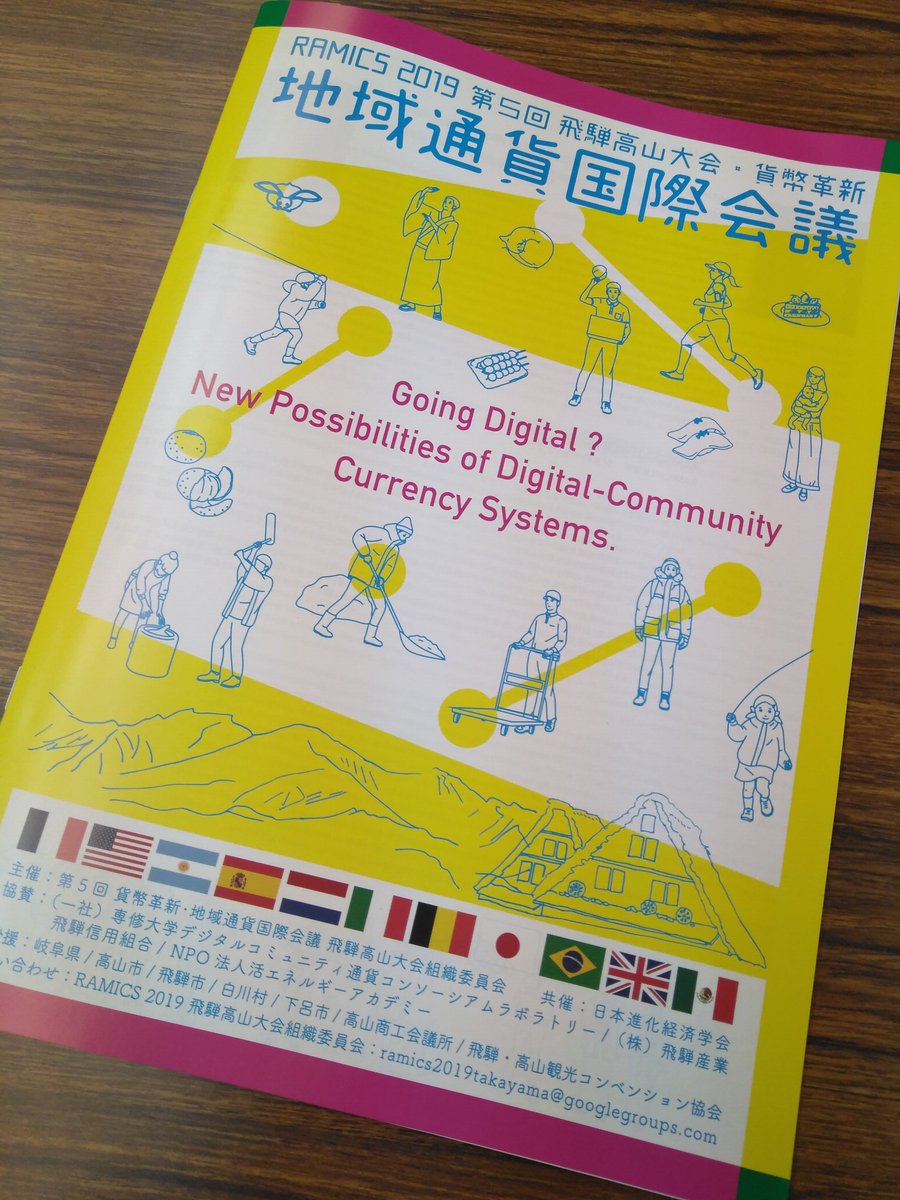 RAMICS 2019 第5回 飛騨高山大会・貨幣革新
地域通貨国際会議
Going Digital ?
New Possibilities of Digital-Community
Currency Systems.
主催：第5回 貨幣革新・地域通貨国際会議 飛騨高山大会組織委員会 共催：日本進化経済学会
協賛：（一社）専修大学デジタルコミュニティ通貨コンソーシアムラボラトリー /（株）飛騨産業
飛騨信用組合 / NPO 法人活エネルギーアカデミー
援：岐阜県 / 高山市 / 飛騨市 / 白川村 / 下呂市 / 高山商工会議所 / 飛騨・高山観光コンベンション協会
い合わせ：RAMICS 2019 飛騨高山大会組織委員会：ramics2019takayama@googlegroups.com